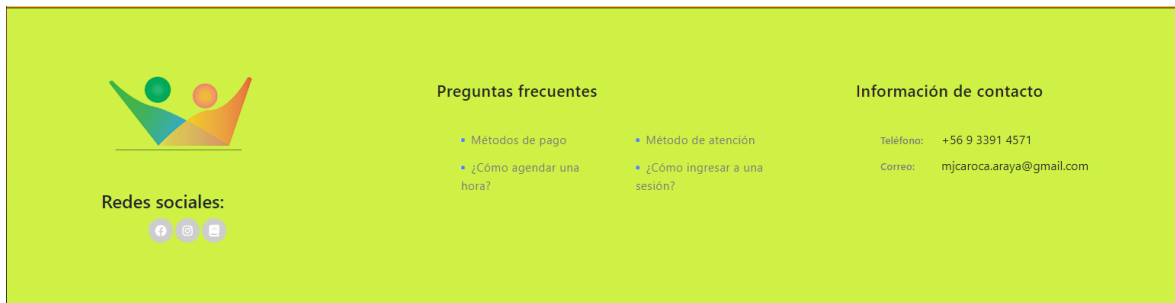 Redes sociales:
Preguntas frecuentes
Métodos de pago
¿Cómo agendar una
hora?
Método de atención
¿Cómo ingresar a una
sesión?
Información de contacto
Teléfono: +56 9 3391 4571
Correo: mjcaroca.araya@gmail.com